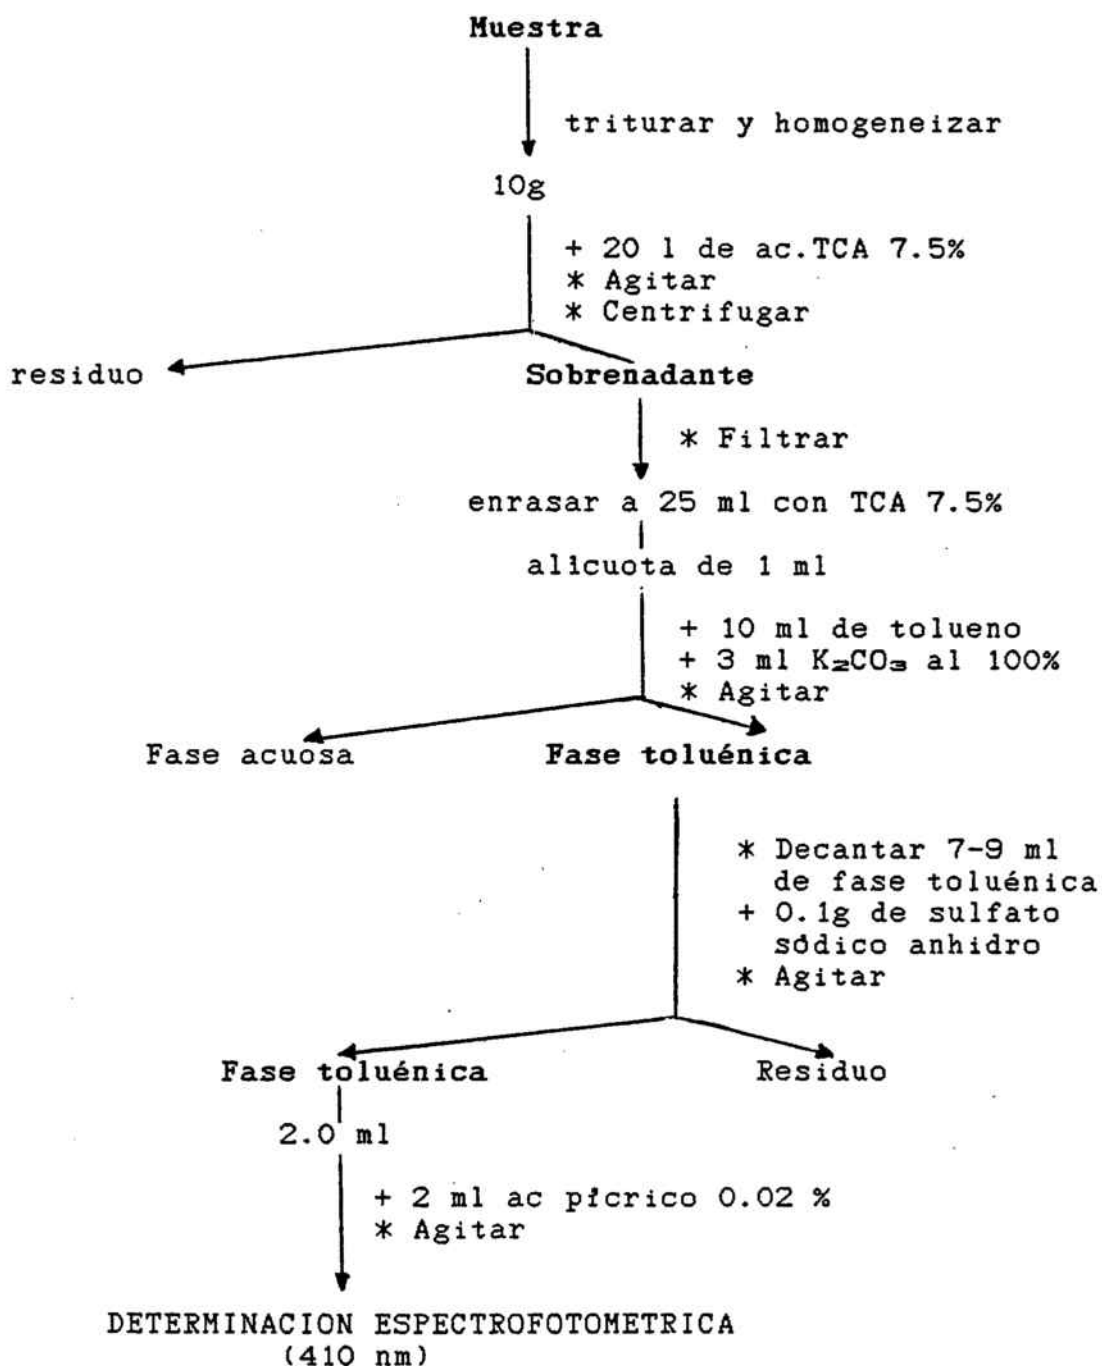 Muestra
triturar y homogeneizar
10g
+ 20 l de ac.TCA 7.5%
* Agitar
* Centrifugar
residuo
Sobrenadante
* Filtrar
enrasar a 25 ml con TCA 7.5%
alicuota de 1 ml
+ 10 ml de tolueno
+ 3 ml K₂CO₃ al 100%
* Agitar
Fase acuosa
Fase toluénica
* Decantar 7-9 ml
de fase toluénica
+ 0.1g de sulfato
sódico anhidro
* Agitar
Fase toluénica
Residuo
2.0 ml
+ 2 ml ac pícrico 0.02 %
* Agitar
DETERMINACION ESPECTROFOTOMETRICA
(410 nm)